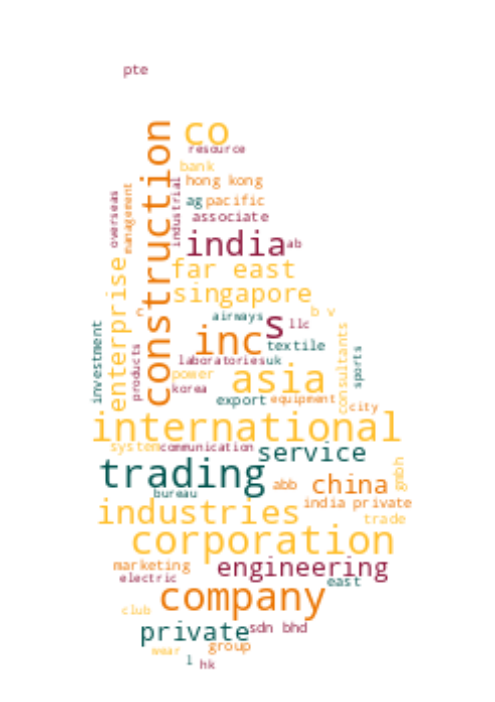 pte
co
resource
bank
hong kong
industrial
overseas
management
construction
ag pacific
associate
india
ab
far east
singapore
enterprise
c
airways
b v
s
llc
inc
textile
investment
products
laboratories
uk
consultants
sports
power
asia
korea
export
equipment
city
international
system
communication
service
trading
abb
china
gmbh
bureau
india private
industries
trade
corporation
marketing
engineering
electric
east
company
club
private
sdn bhd
group
wear
l
hk